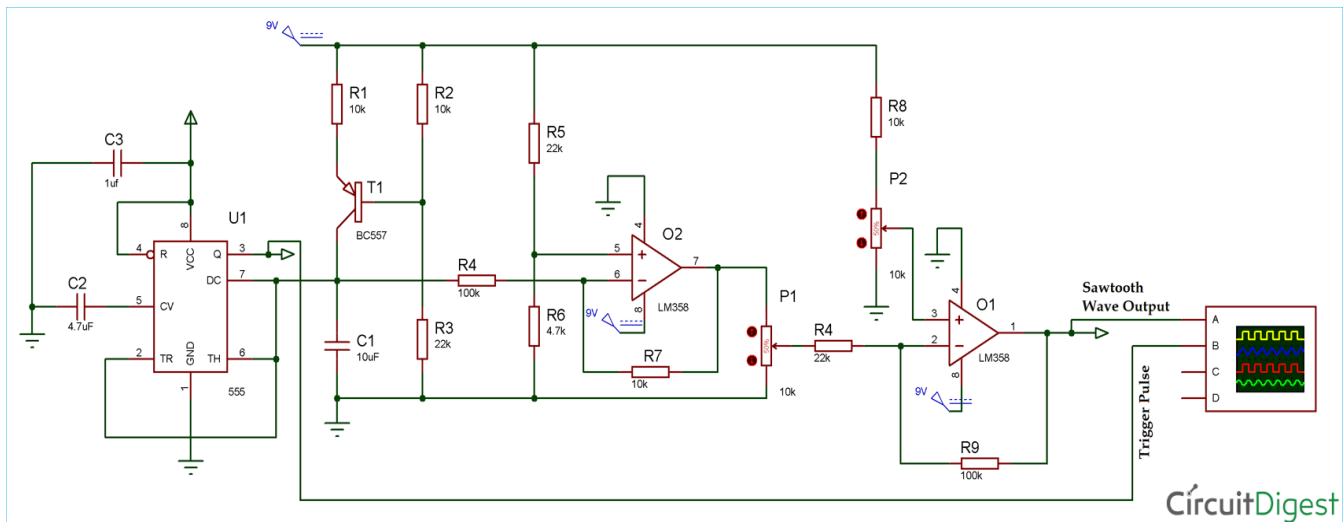 9V
R1
10k
R2
10k
R5
22k
R8
10k
C3
1uf
T1
BC557
P2
50%
10k
U1
8
VCC
4
R
Q
3
DC
7
5
CV
2
TR
TH
6
GND
1
555
C2
4.7uF
R4
100k
4
O2
5
+
6
−
7
8
LM358
9V
R7
10k
R6
4.7k
C1
10uF
R3
22k
P1
50%
10k
R4
22k
4
O1
3
+
2
−
1
8
LM358
9V
R9
100k
Sawtooth
Wave Output
Trigger Pulse
A
B
C
D
CircuitDigest